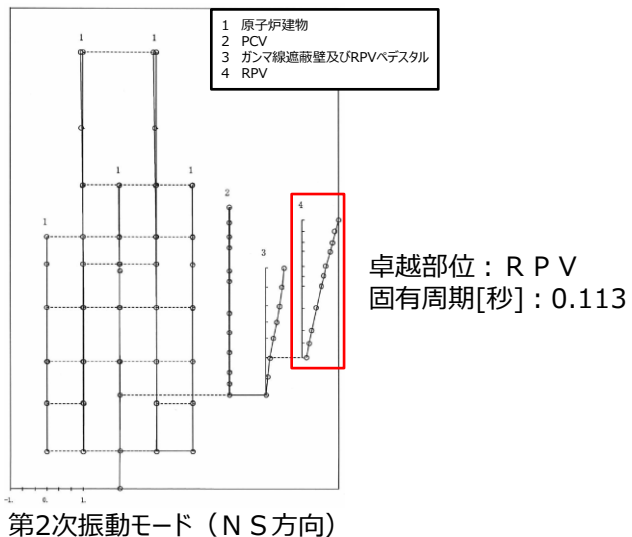 1 原子炉建物
2 PCV
3 ガンマ線遮蔽壁及びRPVペデスタル
4 RPV
1 1
1 1
1
2
3
4
卓越部位：ＲＰＶ
固有周期[秒]：0.113
-1. 0. 1.
第2次振動モード（ＮＳ方向）